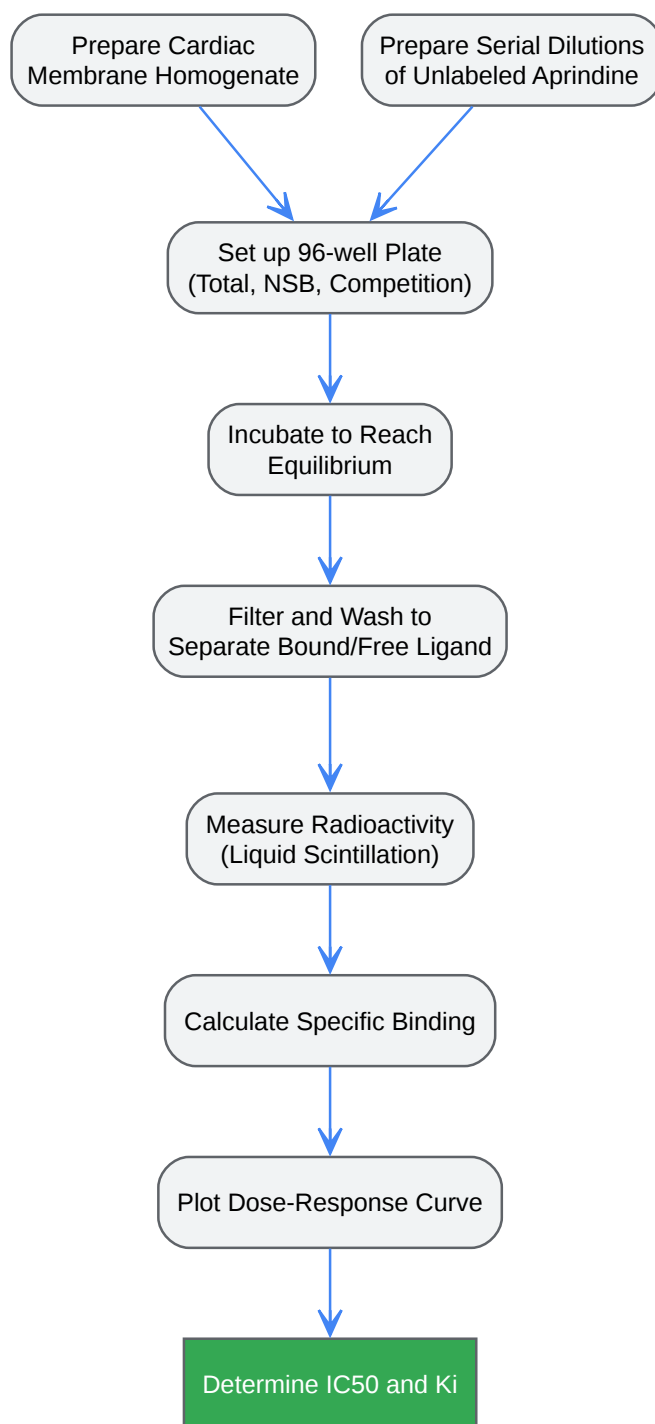 Prepare Cardiac
Membrane Homogenate
Prepare Serial Dilutions
of Unlabeled Aprindine
Set up 96-well Plate
(Total, NSB, Competition)
Incubate to Reach
Equilibrium
Filter and Wash to
Separate Bound/Free Ligand
Measure Radioactivity
(Liquid Scintillation)
Calculate Specific Binding
Plot Dose-Response Curve
Determine IC50 and Ki